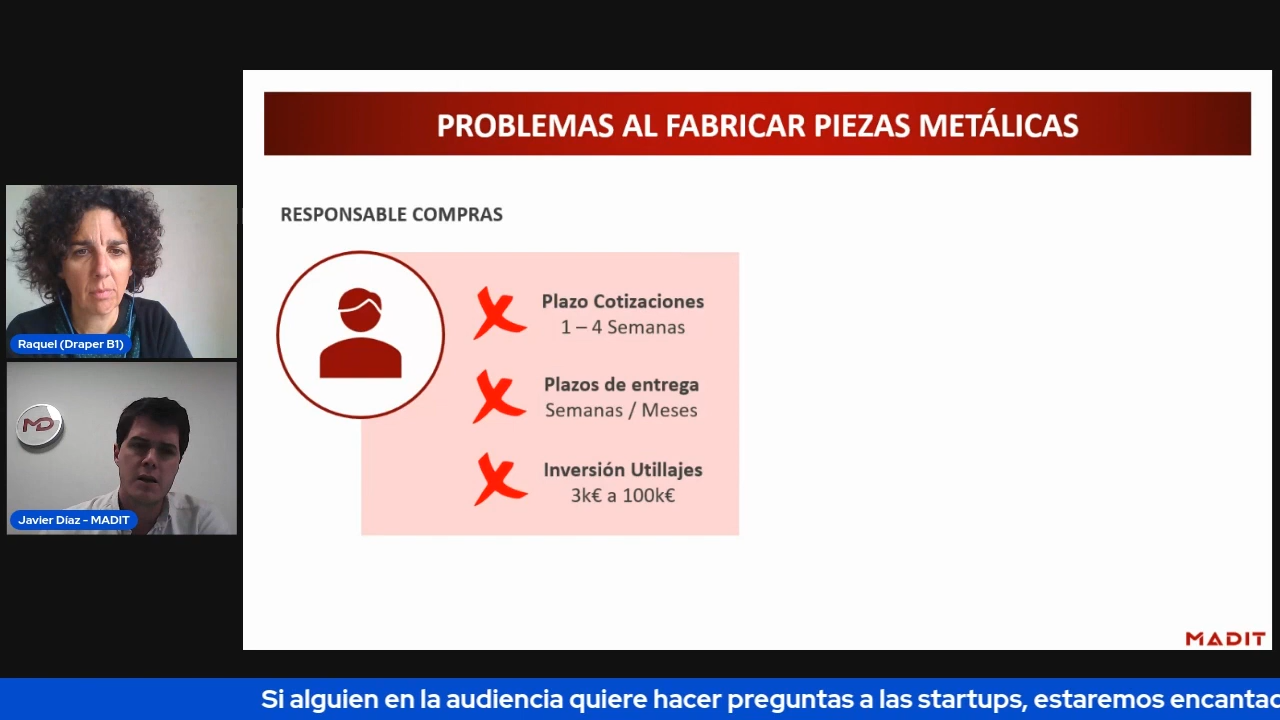 PROBLEMAS AL FABRICAR PIEZAS METÁLICAS
RESPONSABLE COMPRAS
Plazo Cotizaciones
1 – 4 Semanas
Plazos de entrega
Semanas / Meses
Inversión Utillajes
3k€ a 100k€
MADIT
Raquel (Draper B1)
MD
Javier Díaz - MADIT
Si alguien en la audiencia quiere hacer preguntas a las startups, estaremos